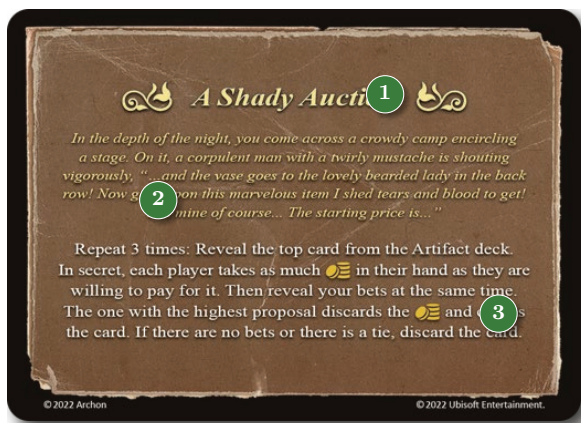 A Shady Aucti
1
In the depth of the night, you come across a crowdy camp encircling
a stage. On it, a corpulent man with a twirly mustache is shouting
vigorously, “...and the vase goes to the lovely bearded lady in the back
row! Now g 2 pon this marvelous item I shed tears and blood to get!
mine of course... The starting price is...”
Repeat 3 times: Reveal the top card from the Artifact deck.
In secret, each player takes as much in their hand as they are
willing to pay for it. Then reveal your bets at the same time.
The one with the highest proposal discards the and 3 s
the card. If there are no bets or there is a tie, discard the card.
© 2022 Archon
© 2022 Ubisoft Entertainment.